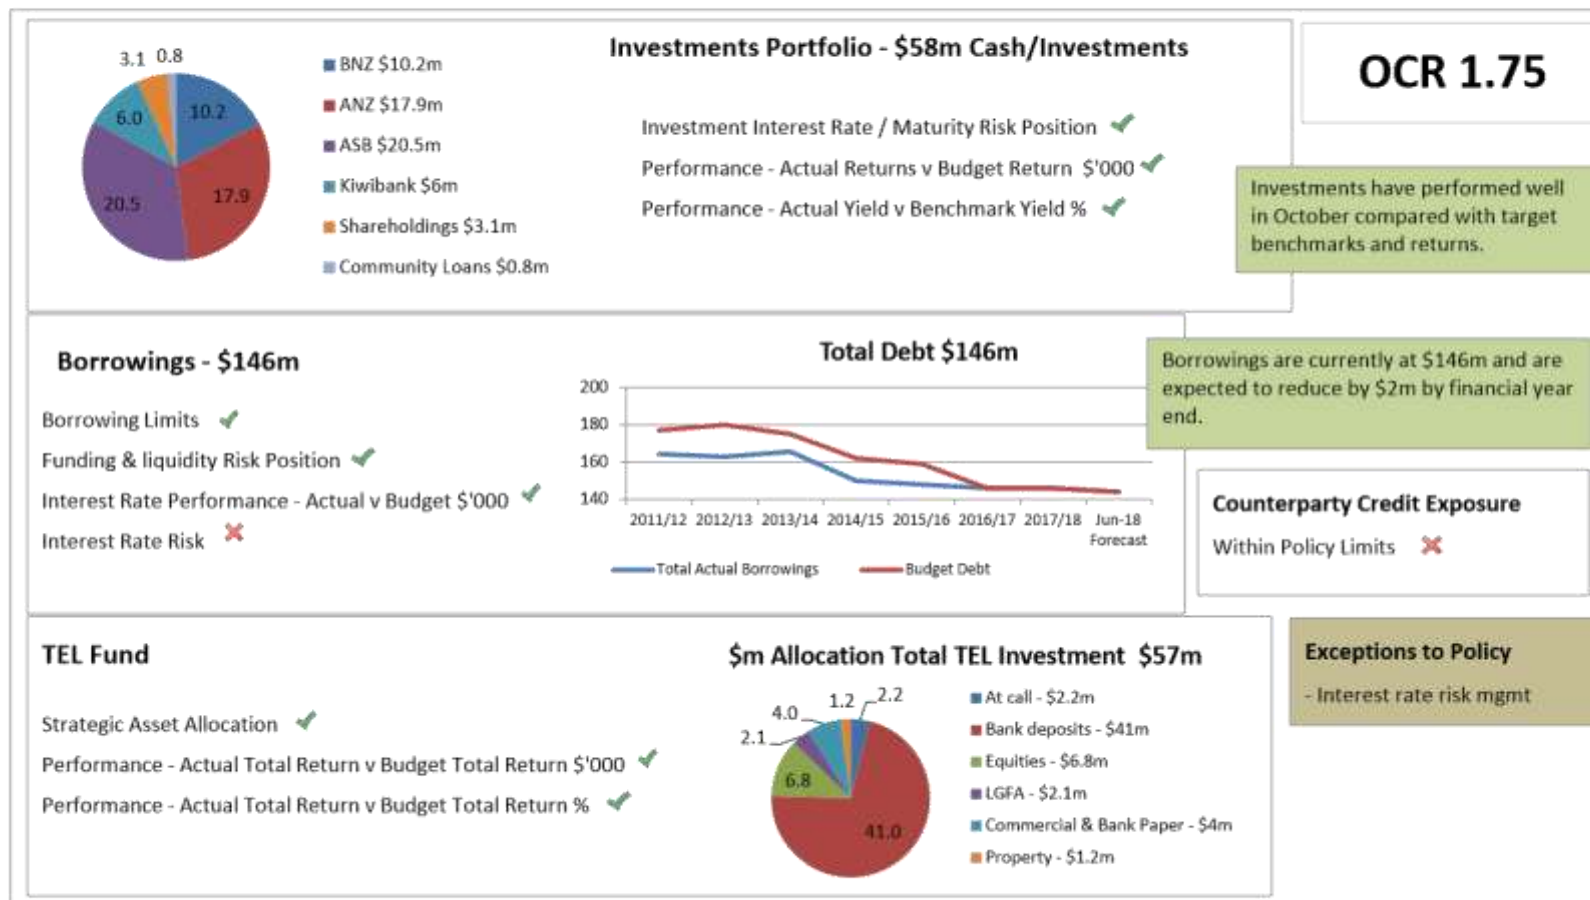 Investments Portfolio - $58m Cash/Investments
3.1 0.8
6.0 10.2
20.5 17.9
BNZ $10.2m
ANZ $17.9m
ASB $20.5m
Kiwibank $6m
Shareholdings $3.1m
Community Loans $0.8m
Investment Interest Rate / Maturity Risk Position
Performance - Actual Returns v Budget Return $'000
Performance - Actual Yield v Benchmark Yield %
OCR 1.75
Investments have performed well
in October compared with target
benchmarks and returns.
Borrowings - $146m
Borrowing Limits
Funding & liquidity Risk Position
Interest Rate Performance - Actual v Budget $'000
Interest Rate Risk
Total Debt $146m
200
180
160
140
2011/12 2012/13 2013/14 2014/15 2015/16 2016/17 2017/18 Jun-18
Forecast
Total Actual Borrowings Budget Debt
Borrowings are currently at $146m and are
expected to reduce by $2m by financial year
end.
Counterparty Credit Exposure
Within Policy Limits
TEL Fund
Strategic Asset Allocation
Performance - Actual Total Return v Budget Total Return $'000
Performance - Actual Total Return v Budget Total Return %
$m Allocation Total TEL Investment $57m
1.2 2.2
4.0
2.1
6.8
41.0
At call - $2.2m
Bank deposits - $41m
Equities - $6.8m
LGFA - $2.1m
Commercial & Bank Paper - $4m
Property - $1.2m
Exceptions to Policy
- Interest rate risk mgmt